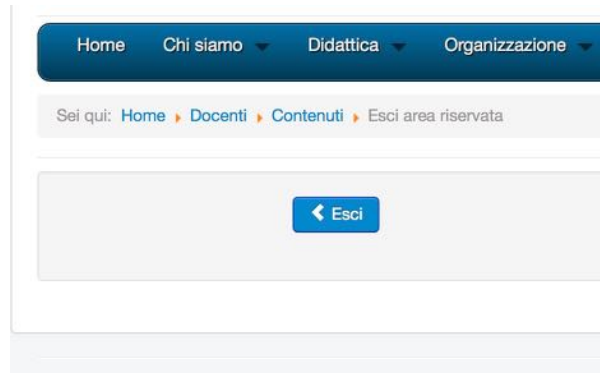 Home Chi siamo Didattica Organizzazione
Sei qui: Home Docenti Contenuti Esci area riservata
Esci